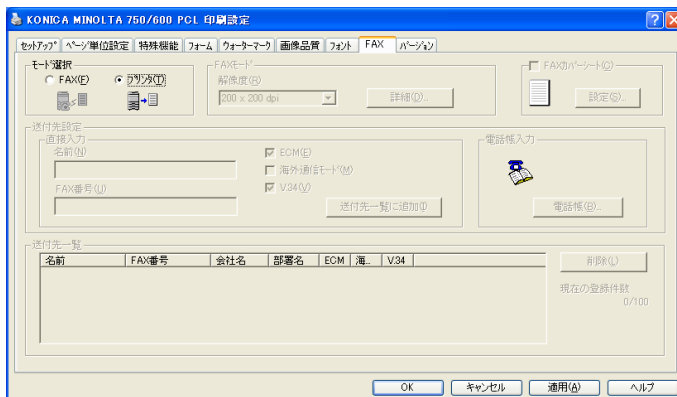 KONICA MINOLTA 750/600 PCL 印刷設定
セットアップ ページ単位設定 特殊機能 フォーム ウォーターマーク 画像品質 フォント FAX バージョン
モード選択
FAX(F) プリンタ(T)
FAXモード
解像度(R)
200 x 200 dpi 詳細(D)...
FAXカバーシート(C)
設定(S)...
送付先設定
直接入力
名前(N)
FAX番号(U)
ECM(E)
海外通信モード(M)
V34(V)
送付先一覧に追加(I)
電話帳入力
電話帳(B)...
送付先一覧
名前 FAX番号 会社名 部署名 ECM 海... V.34
削除(L)
現在の登録件数
0/100
OK キャンセル 適用(A) ヘルプ